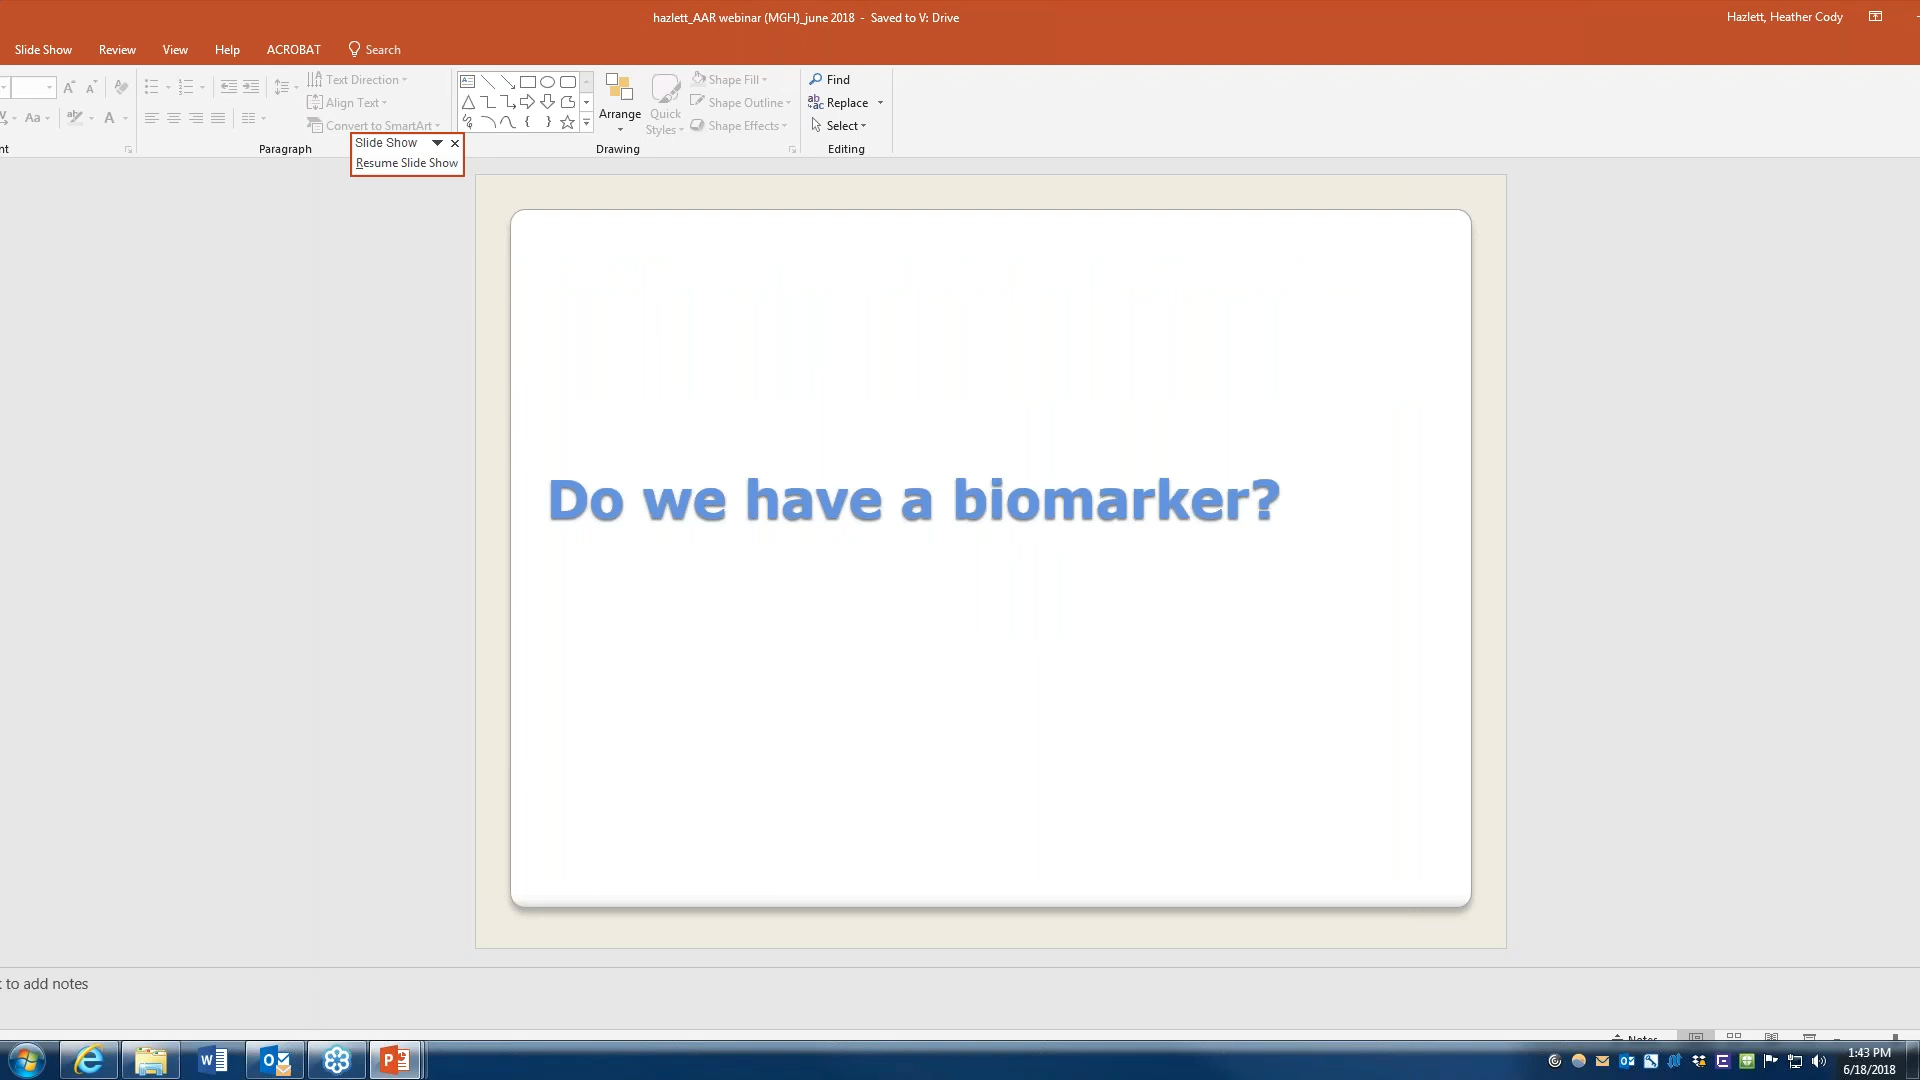 hazlett_AAR webinar (MGH)_june 2018 - Saved to V: Drive
Hazlett, Heather Cody
Slide Show Review View Help ACROBAT Search
Text Direction
Align Text
Convert to SmartArt
Aa
A
Paragraph
Slide Show
Resume Slide Show
Arrange
Quick
Styles
Shape Fill
Shape Outline
Shape Effects
Drawing
Find
Replace
Select
Editing
Do we have a biomarker?
to add notes
Notes
1:43 PM
6/18/2018